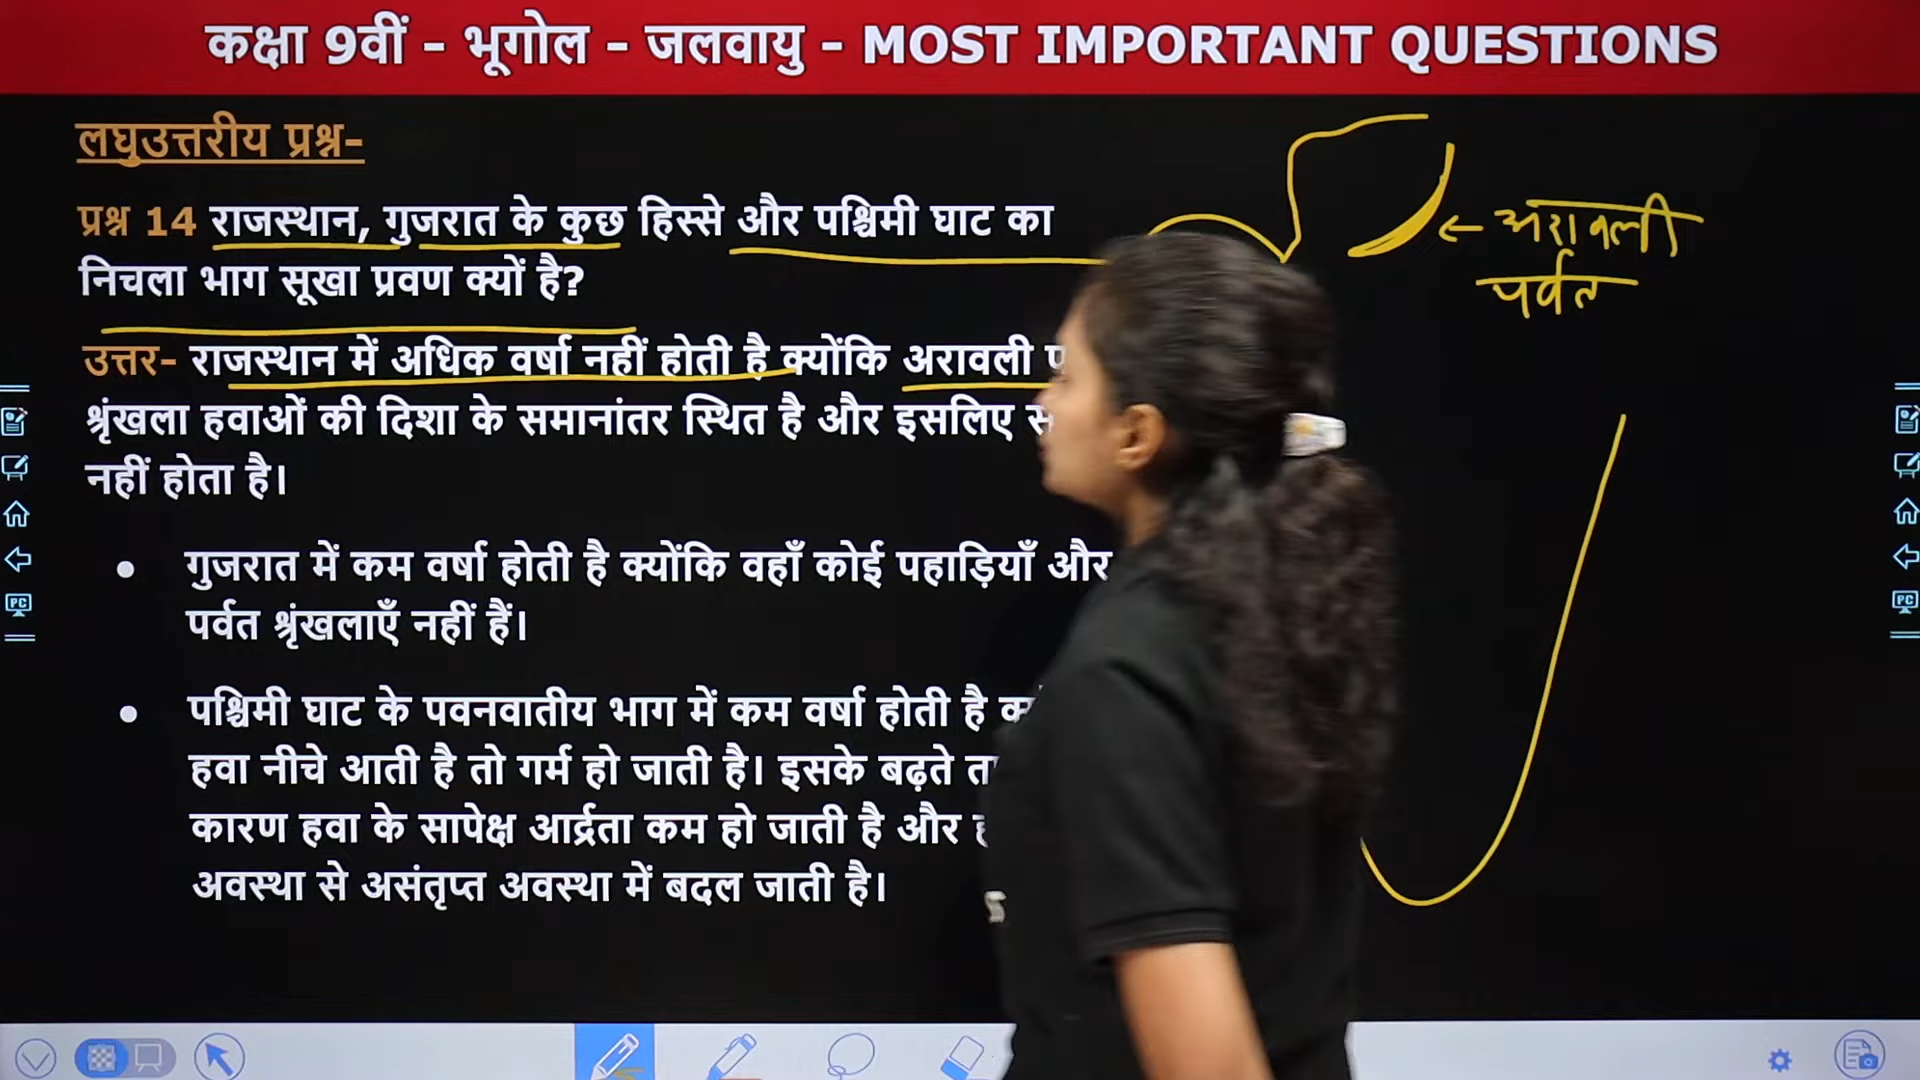 कक्षा 9वीं - भूगोल - जलवायु - MOST IMPORTANT QUESTIONS
लघुउत्तरीय प्रश्न-
प्रश्न 14 राजस्थान, गुजरात के कुछ हिस्से और पश्चिमी घाट का
निचला भाग सूखा प्रवण क्यों है?
उत्तर- राजस्थान में अधिक वर्षा नहीं होती है क्योंकि अरावली
श्रृंखला हवाओं की दिशा के समानांतर स्थित है और इसलिए
नहीं होता है।
• गुजरात में कम वर्षा होती है क्योंकि वहाँ कोई पहाड़ियाँ और
पर्वत श्रृंखलाएँ नहीं हैं।
• पश्चिमी घाट के पवनवातीय भाग में कम वर्षा होती है
हवा नीचे आती है तो गर्म हो जाती है। इसके बढ़ते
कारण हवा के सापेक्ष आर्द्रता कम हो जाती है और
अवस्था से असंतृप्त अवस्था में बदल जाती है।
← अरावली
पर्वत
PC
PC